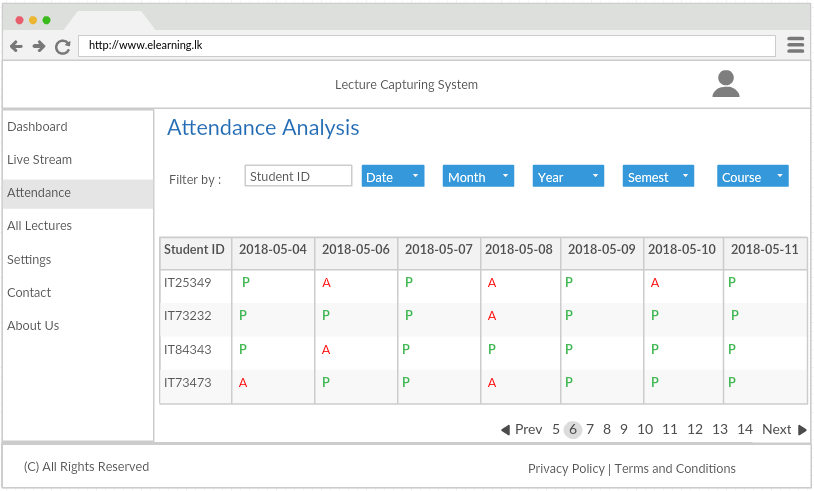 http://www.elearning.lk
Lecture Capturing System
Dashboard
Live Stream
Attendance
All Lectures
Settings
Contact
About Us
Attendance Analysis
Filter by : Student ID Date Month Year Semest Course
Student ID 2018-05-04 2018-05-06 2018-05-07 2018-05-08 2018-05-09 2018-05-10 2018-05-11
IT25349 P A P A P A P
IT73232 P P P A P P P
IT84343 P A P P P P P
IT73473 A P P A P P P
Prev 5 6 7 8 9 10 11 12 13 14 Next
(C) All Rights Reserved
Privacy Policy | Terms and Conditions